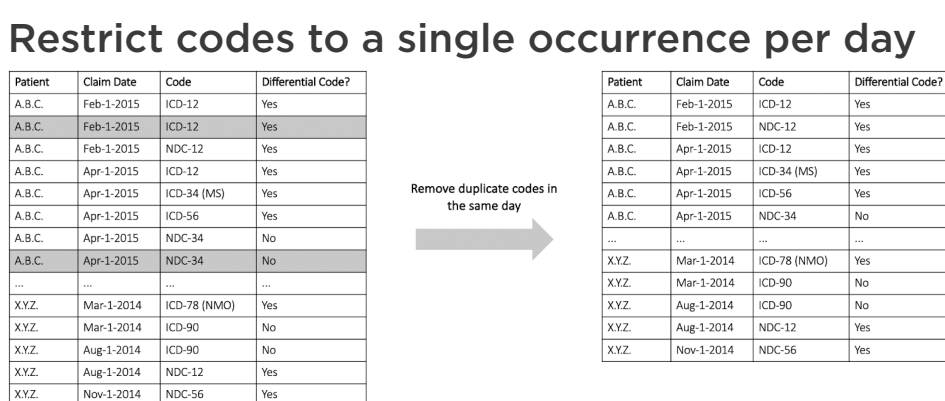 Restrict codes to a single occurrence per day
Patient Claim Date Code Differential Code?
A.B.C. Feb-1-2015 ICD-12 Yes
A.B.C. Feb-1-2015 ICD-12 Yes
A.B.C. Feb-1-2015 NDC-12 Yes
A.B.C. Apr-1-2015 ICD-12 Yes
A.B.C. Apr-1-2015 ICD-34 (MS) Yes
A.B.C. Apr-1-2015 ICD-56 Yes
A.B.C. Apr-1-2015 NDC-34 No
A.B.C. Apr-1-2015 NDC-34 No
... ... ... ...
X.Y.Z. Mar-1-2014 ICD-78 (NMO) Yes
X.Y.Z. Mar-1-2014 ICD-90 No
X.Y.Z. Aug-1-2014 ICD-90 No
X.Y.Z. Aug-1-2014 NDC-12 Yes
X.Y.Z. Nov-1-2014 NDC-56 Yes
Remove duplicate codes in
the same day
Patient Claim Date Code Differential Code?
A.B.C. Feb-1-2015 ICD-12 Yes
A.B.C. Feb-1-2015 NDC-12 Yes
A.B.C. Apr-1-2015 ICD-12 Yes
A.B.C. Apr-1-2015 ICD-34 (MS) Yes
A.B.C. Apr-1-2015 ICD-56 Yes
A.B.C. Apr-1-2015 NDC-34 No
... ... ... ...
X.Y.Z. Mar-1-2014 ICD-78 (NMO) Yes
X.Y.Z. Mar-1-2014 ICD-90 No
X.Y.Z. Aug-1-2014 ICD-90 No
X.Y.Z. Aug-1-2014 NDC-12 Yes
X.Y.Z. Nov-1-2014 NDC-56 Yes